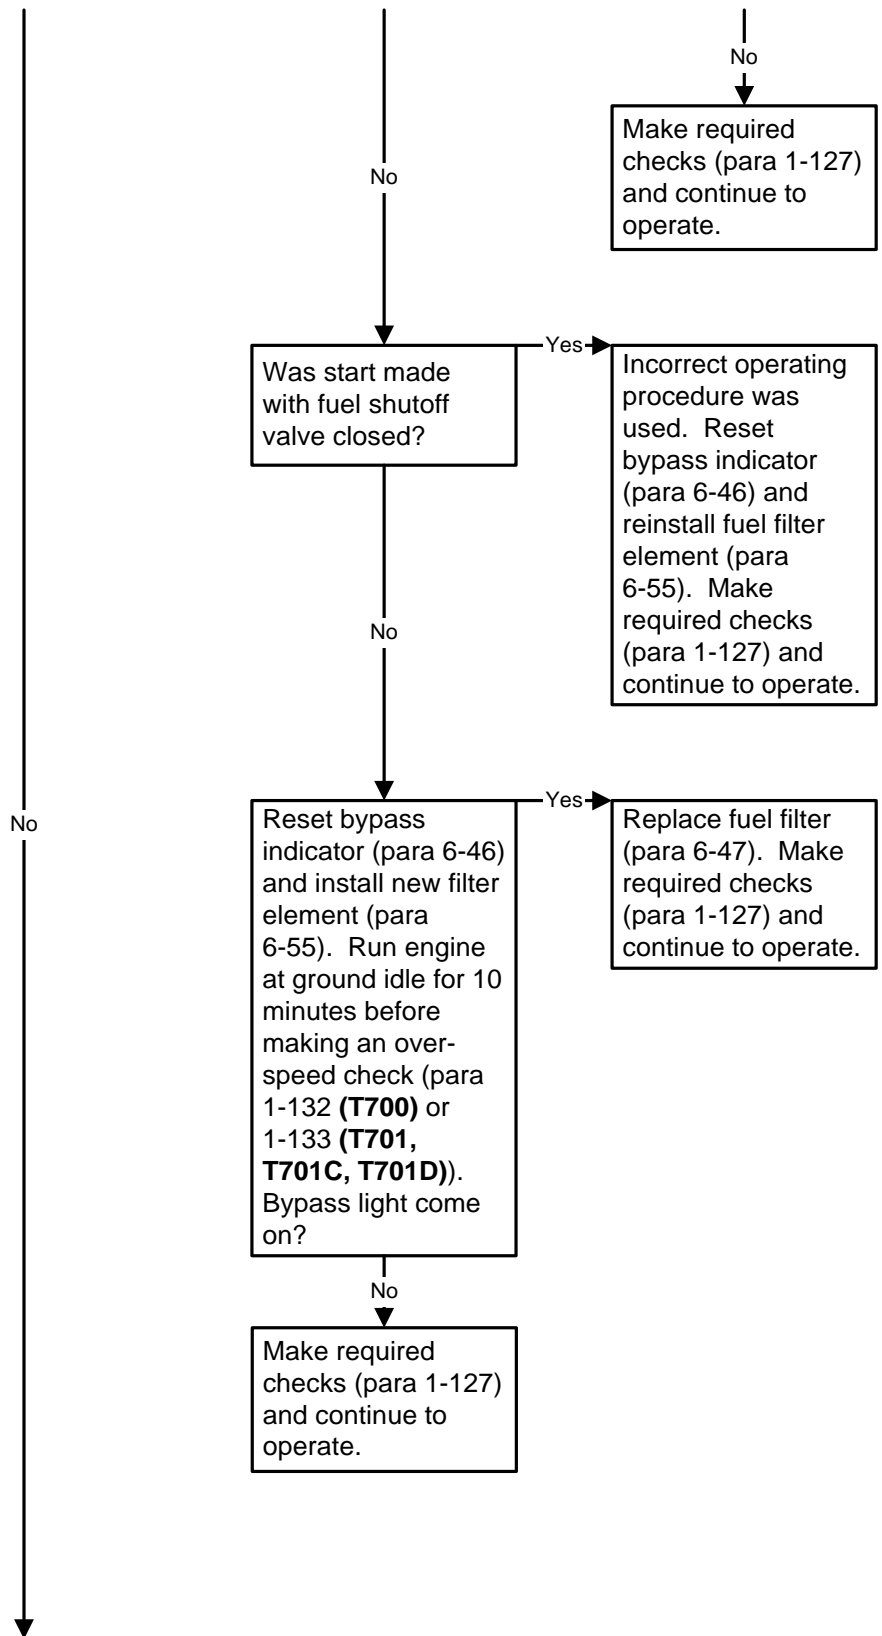 No
Make required
checks (para 1-127)
and continue to
operate.
No
Was start made
with fuel shutoff
valve closed?
Yes
Incorrect operating
procedure was
used.  Reset
bypass indicator
(para 6-46) and
reinstall fuel filter
element (para
6-55).  Make
required checks
(para 1-127) and
continue to operate.
No
No
Reset bypass
indicator (para 6-46)
and install new filter
element (para
6-55).  Run engine
at ground idle for 10
minutes before
making an over-
speed check (para
1-132 (T700) or
1-133 (T701,
T701C, T701D)).
Bypass light come
on?
Yes
Replace fuel filter
(para 6-47).  Make
required checks
(para 1-127) and
continue to operate.
No
Make required
checks (para 1-127)
and continue to
operate.